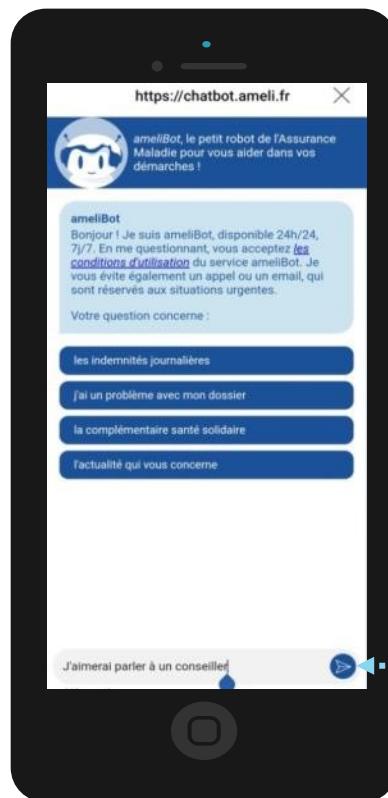 https://chatbot.ameli.fr
ameliBot, le petit robot de l'Assurance
Maladie pour vous aider dans vos
démarches !
ameliBot
Bonjour ! Je suis ameliBot, disponible 24h/24,
7j/7. En me questionnant, vous acceptez les
conditions d'utilisation du service ameliBot. Je
vous évite également un appel ou un email, qui
sont réservés aux situations urgentes.
Votre question concerne :
les indemnités journalières
j'ai un problème avec mon dossier
la complémentaire santé solidaire
l'actualité qui vous concerne
J'aimerai parler à un conseiller